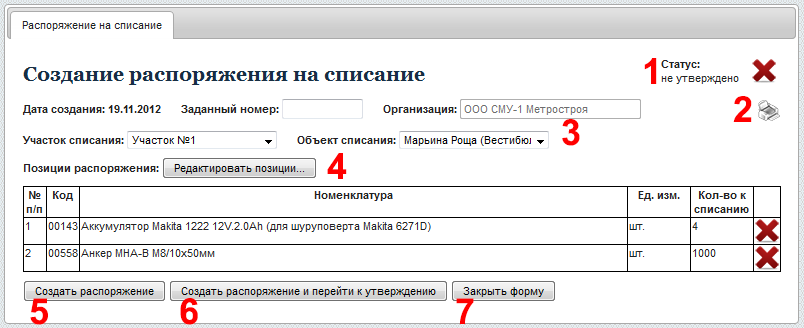 Распоряжение на списание
Создание распоряжения на списание
1 Статус:
не утверждено
2
Дата создания: 19.11.2012 Заданный номер: Организация: ООО СМУ-1 Метрострой
3
Участок списания: Участок №1 Объект списания: Марьина Роща (Вестибюл
Позиции распоряжения: Редактировать позиции... 4
№ п/п Код Номенклатура Ед. изм. Кол-во к списанию
1 00143 Аккумулятор Makita 1222 12V.2.0Ah (для шуруповерта Makita 6271D) шт. 4
2 00558 Анкер МНА-В М8/10х50мм шт. 1000
Создать распоряжение Создать распоряжение и перейти к утверждению Закрыть форму
5 6 7